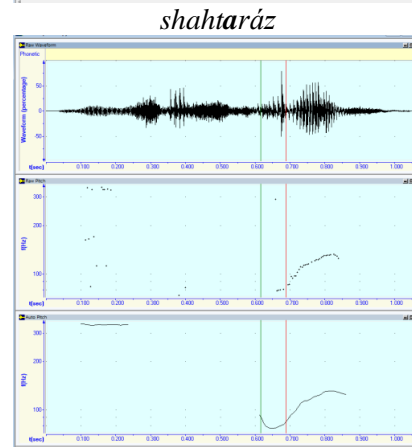 shahtaráz
Raw Waveform
Phonetic
Waveform (percentage)
50
0
-50
t(sec) 0.100 0.200 0.300 0.400 0.500 0.600 0.700 0.800 0.900 1.000
Raw Pitch
f(Hz)
300
100
t(sec) 0.100 0.200 0.300 0.400 0.500 0.600 0.700 0.800 0.900 1.000
Auto Pitch
f(Hz)
300
100
t(sec) 0.100 0.200 0.300 0.400 0.500 0.600 0.700 0.800 0.900 1.000